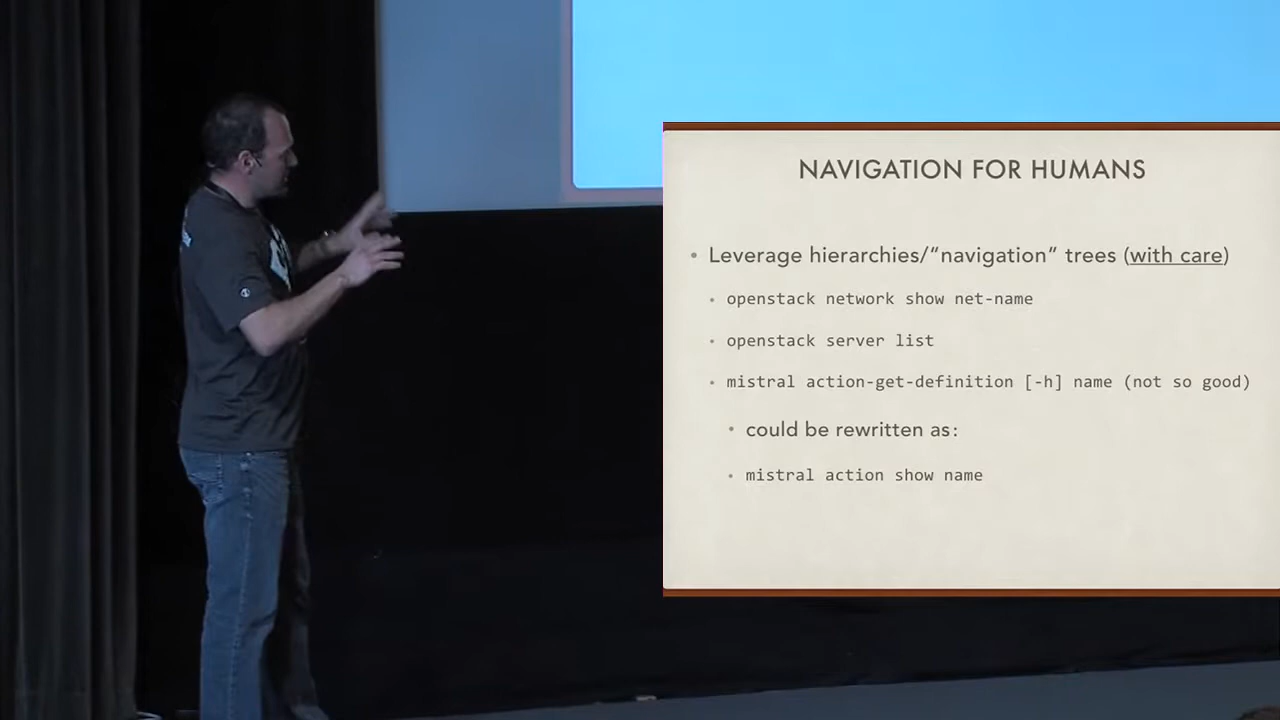 NAVIGATION FOR HUMANS
• Leverage hierarchies/“navigation” trees (with care)
• openstack network show net-name
• openstack server list
• mistral action-get-definition [-h] name (not so good)
• could be rewritten as:
• mistral action show name